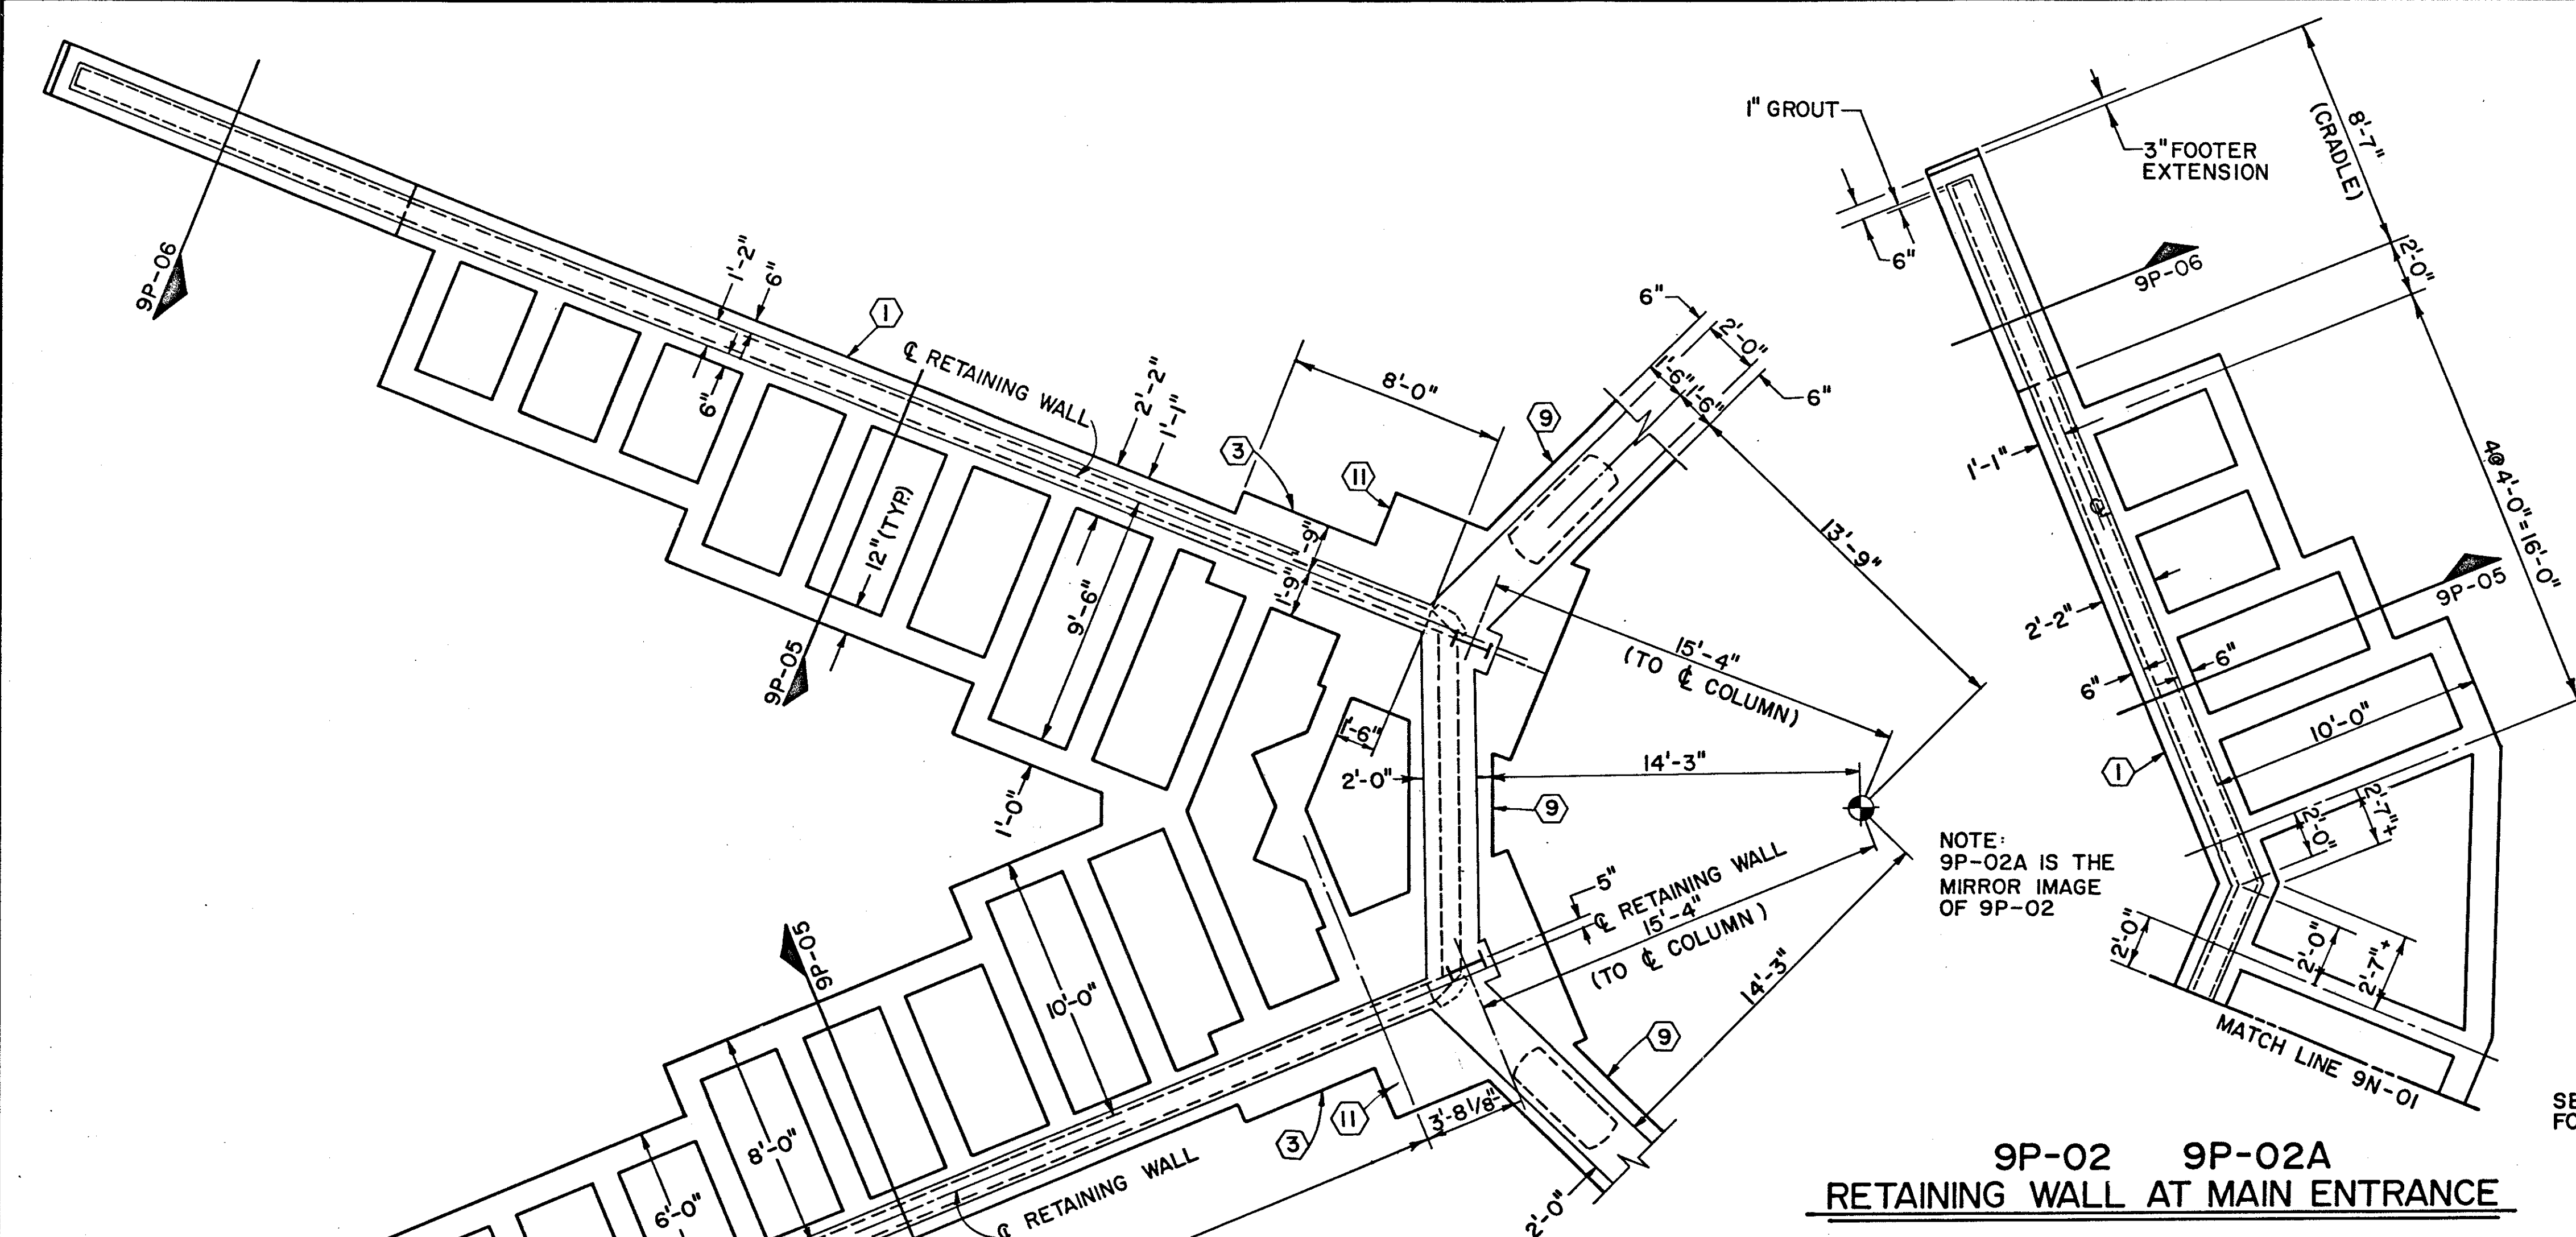 9P-06
1'-2"
6"
1
6"
℄ RETAINING WALL
2'-2"
1'-1"
12" (TYP.)
9P-05
9'-6"
1'-0"
8'-0"
3
11
9
6"
2'-0"
1'-6"
1'-6"
6"
1'-9"
1'-9"
13'-9"
15'-4"
(TO ℄ COLUMN)
1'-6"
2'-0"
14'-3"
9
5"
℄ RETAINING WALL
15'-4"
(TO ℄ COLUMN)
14'-3"
9
9P-05
10'-0"
8'-0"
6'-0"
℄ RETAINING WALL
3
11
3'-8 1/8"
2'-0"
1" GROUT
3" FOOTER
EXTENSION
6"
8'-7"
(CRADLE)
2'-0"
9P-06
1'-1"
4@4'-0"=16'-0"
9P-05
2'-2"
6"
6"
10'-0"
1
2'-0"
2'-7"±
2'-0"
2'-0"
2'-7"±
MATCH LINE 9N-01
NOTE:
9P-02A IS THE
MIRROR IMAGE
OF 9P-02
9P-02 9P-02A
RETAINING WALL AT MAIN ENTRANCE